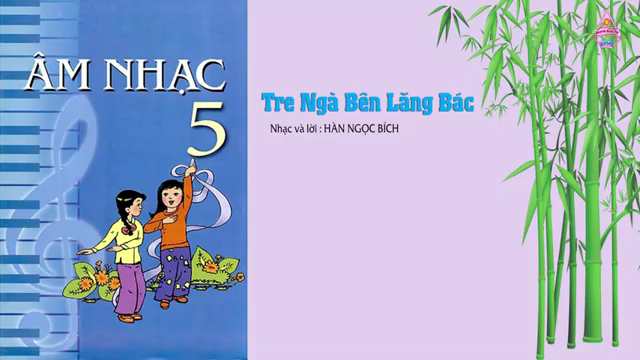 ÂM NHẠC
5
Tre Ngà Bên Lăng Bác
Nhạc và lời : HÀN NGỌC BÍCH